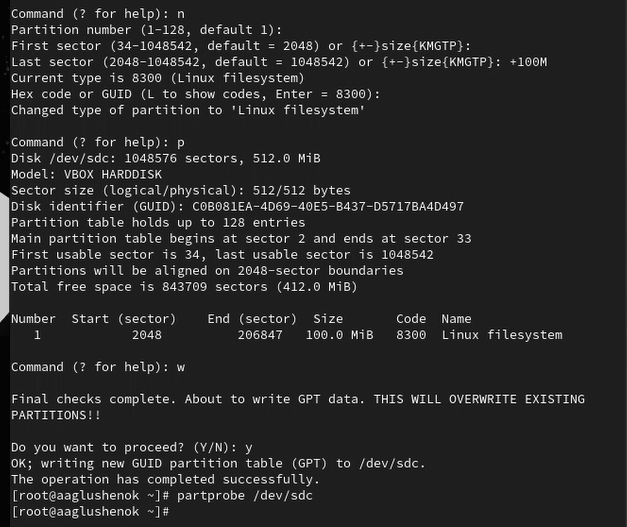 Command (? for help): n
Partition number (1-128, default 1):
First sector (34-1048542, default = 2048) or {+-}size{KMGTP}:
Last sector (2048-1048542, default = 1048542) or {+-}size{KMGTP}: +100M
Current type is 8300 (Linux filesystem)
Hex code or GUID (L to show codes, Enter = 8300):
Changed type of partition to 'Linux filesystem'
Command (? for help): p
Disk /dev/sdc: 1048576 sectors, 512.0 MiB
Model: VBOX HARDDISK
Sector size (logical/physical): 512/512 bytes
Disk identifier (GUID): C0B081EA-4D69-40E5-B437-D5717BA4D497
Partition table holds up to 128 entries
Main partition table begins at sector 2 and ends at sector 33
First usable sector is 34, last usable sector is 1048542
Partitions will be aligned on 2048-sector boundaries
Total free space is 843709 sectors (412.0 MiB)
Number  Start (sector)    End (sector)  Size       Code  Name
   1            2048          206847   100.0 MiB   8300  Linux filesystem
Command (? for help): w
Final checks complete. About to write GPT data. THIS WILL OVERWRITE EXISTING
PARTITIONS!!
Do you want to proceed? (Y/N): y
OK; writing new GUID partition table (GPT) to /dev/sdc.
The operation has completed successfully.
[root@aaglushenok ~]# partprobe /dev/sdc
[root@aaglushenok ~]#